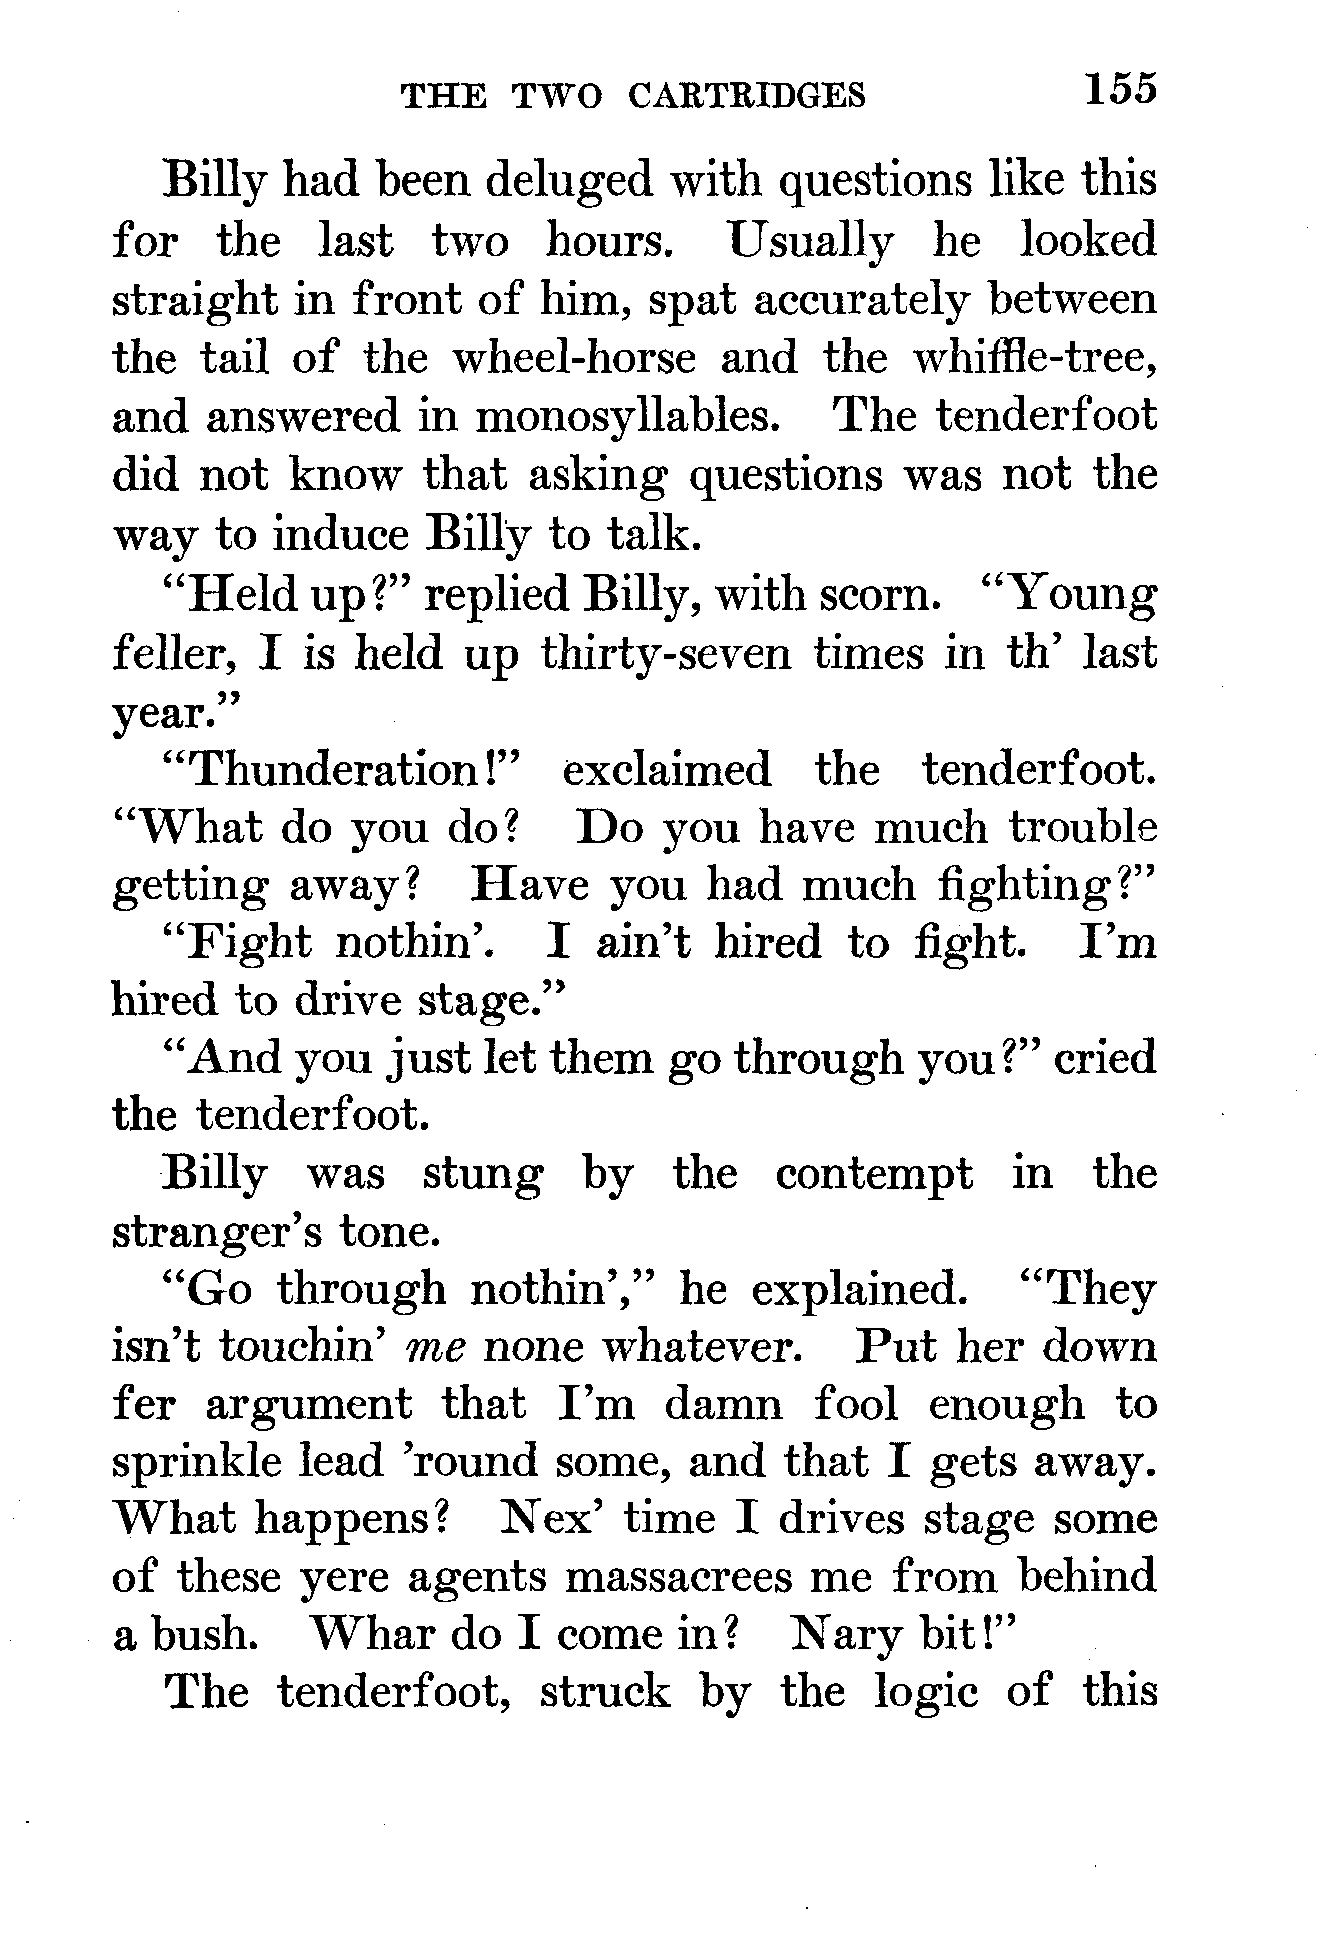 THE TWO CARTRIDGES 155
Billy had been deluged with questions like this
for the last two hours. Usually he looked
straight in front of him, spat accurately between
the tail of the wheel-horse and the whiffle-tree,
and answered in monosyllables. The tenderfoot
did not know that asking questions was not the
way to induce Billy to talk.
“Held up?” replied Billy, with scorn. “Young
feller, I is held up thirty-seven times in th’ last
year.”
“Thunderation!” exclaimed the tenderfoot.
“What do you do? Do you have much trouble
getting away? Have you had much fighting?”
“Fight nothin’. I ain’t hired to fight. I’m
hired to drive stage.”
“And you just let them go through you?” cried
the tenderfoot.
Billy was stung by the contempt in the
stranger’s tone.
“Go through nothin’,” he explained. “They
isn’t touchin’ me none whatever. Put her down
fer argument that I’m damn fool enough to
sprinkle lead ’round some, and that I gets away.
What happens? Nex’ time I drives stage some
of these yere agents massacrees me from behind
a bush. Whar do I come in? Nary bit!”
The tenderfoot, struck by the logic of this